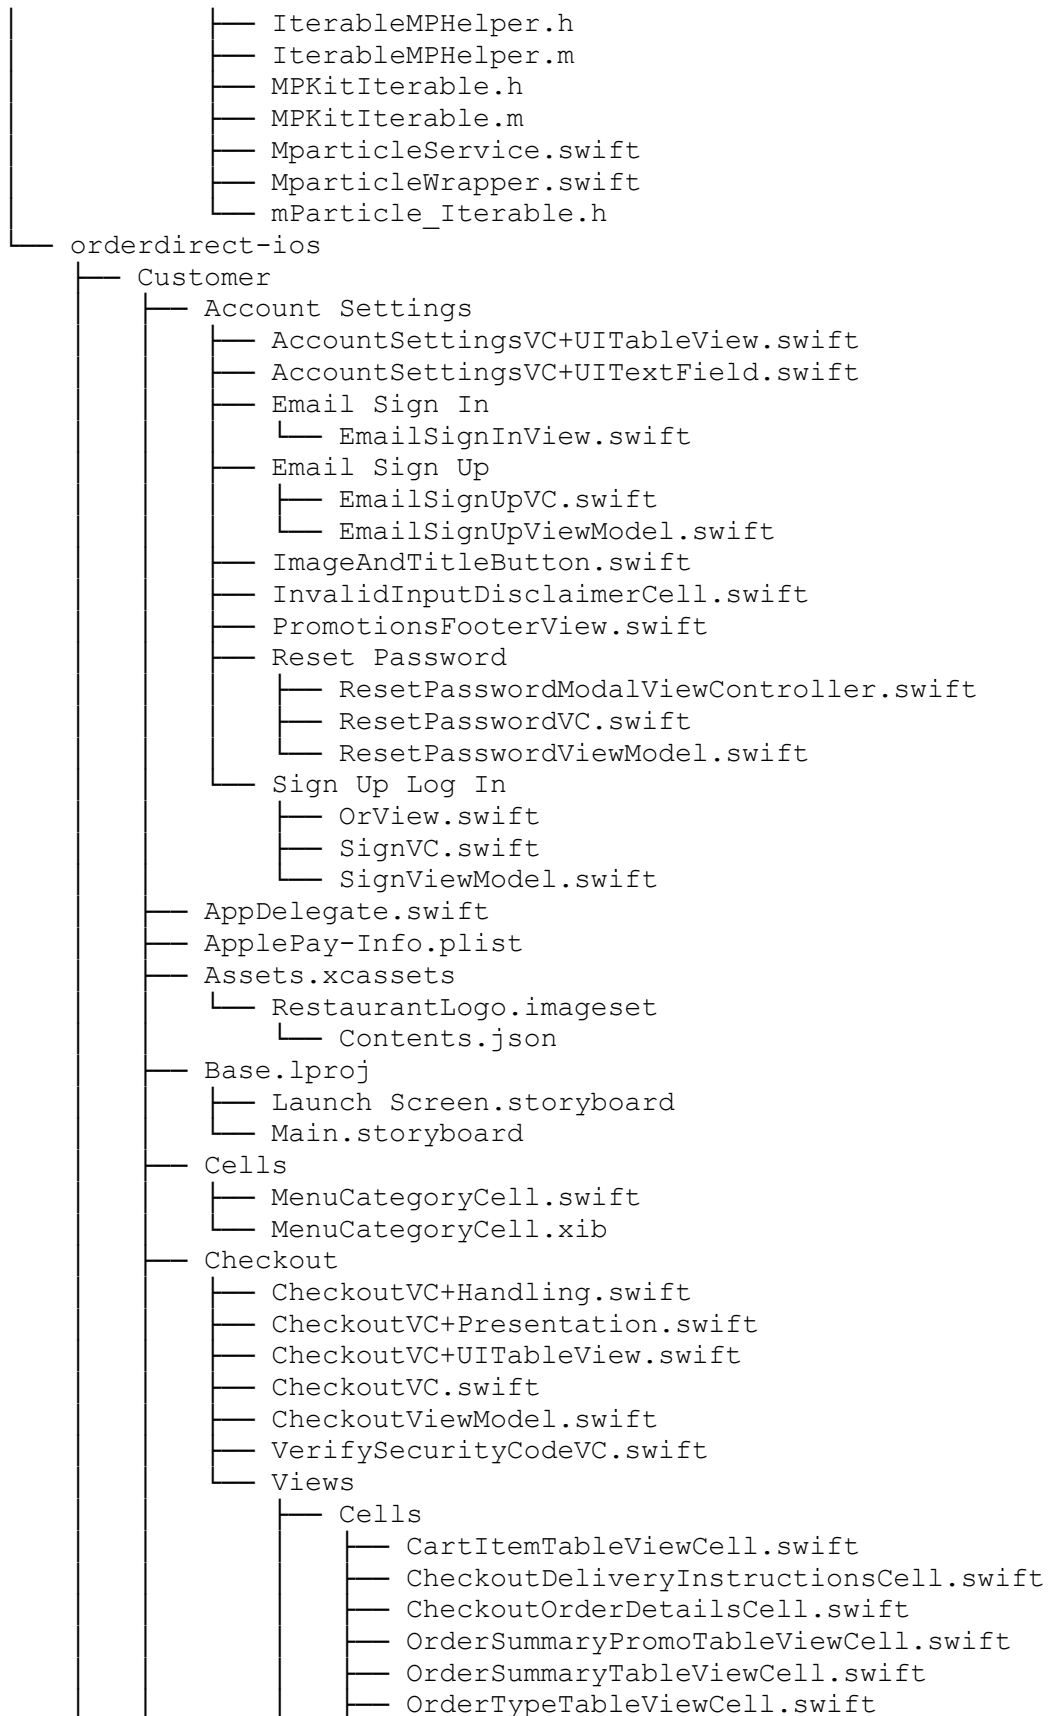 │           ├── IterableMPHelper.h
│           ├── IterableMPHelper.m
│           ├── MPKitIterable.h
│           ├── MPKitIterable.m
│           ├── MparticleService.swift
│           ├── MparticleWrapper.swift
│           └── mParticle_Iterable.h
└── orderdirect-ios
    ├── Customer
    │   ├── Account Settings
    │   │   ├── AccountSettingsVC+UITableView.swift
    │   │   ├── AccountSettingsVC+UITextField.swift
    │   │   ├── Email Sign In
    │   │   │   └── EmailSignInView.swift
    │   │   ├── Email Sign Up
    │   │   │   ├── EmailSignUpVC.swift
    │   │   │   └── EmailSignUpViewModel.swift
    │   │   ├── ImageAndTitleButton.swift
    │   │   ├── InvalidInputDisclaimerCell.swift
    │   │   ├── PromotionsFooterView.swift
    │   │   ├── Reset Password
    │   │   │   ├── ResetPasswordModalViewController.swift
    │   │   │   ├── ResetPasswordVC.swift
    │   │   │   └── ResetPasswordViewModel.swift
    │   │   └── Sign Up Log In
    │   │       ├── OrView.swift
    │   │       ├── SignVC.swift
    │   │       └── SignViewModel.swift
    │   ├── AppDelegate.swift
    │   ├── ApplePay-Info.plist
    │   ├── Assets.xcassets
    │   │   └── RestaurantLogo.imageset
    │   │       └── Contents.json
    │   ├── Base.lproj
    │   │   ├── Launch Screen.storyboard
    │   │   └── Main.storyboard
    │   ├── Cells
    │   │   ├── MenuCategoryCell.swift
    │   │   └── MenuCategoryCell.xib
    │   ├── Checkout
    │   │   ├── CheckoutVC+Handling.swift
    │   │   ├── CheckoutVC+Presentation.swift
    │   │   ├── CheckoutVC+UITableView.swift
    │   │   ├── CheckoutVC.swift
    │   │   ├── CheckoutViewModel.swift
    │   │   ├── VerifySecurityCodeVC.swift
    │   │   └── Views
    │   │       ├── Cells
    │   │       │   ├── CartItemTableViewCell.swift
    │   │       │   ├── CheckoutDeliveryInstructionsCell.swift
    │   │       │   ├── CheckoutOrderDetailsCell.swift
    │   │       │   ├── OrderSummaryPromoTableViewCell.swift
    │   │       │   ├── OrderSummaryTableViewCell.swift
    │   │       │   ├── OrderTypeTableViewCell.swift